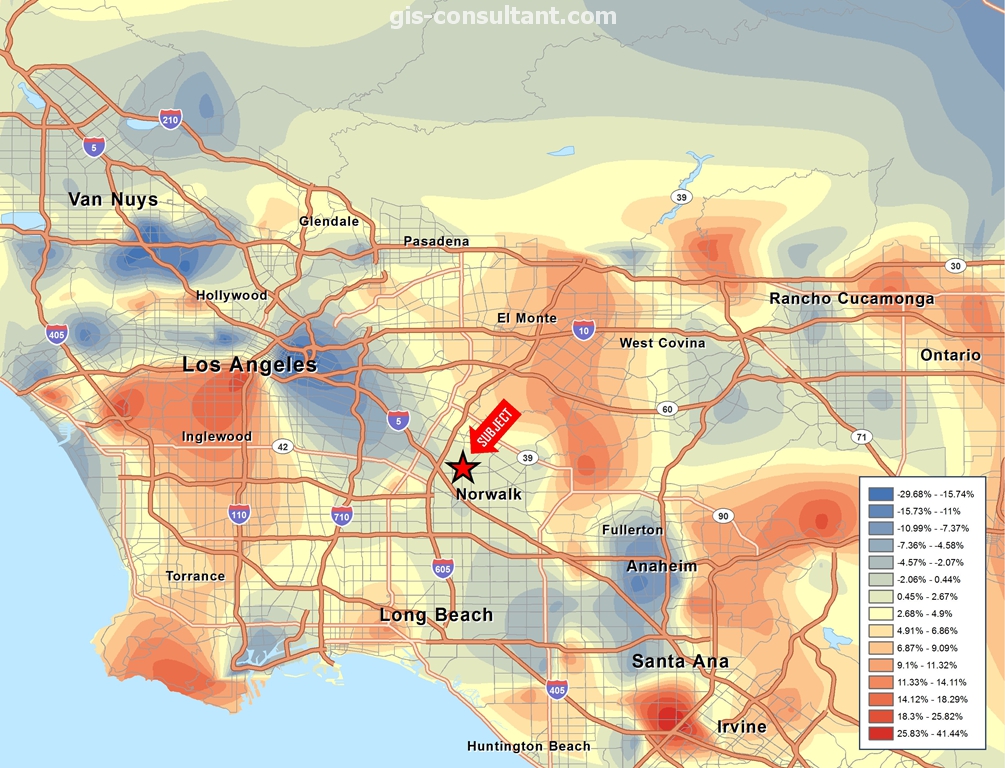 gis-consultant.com
210
5
Van Nuys
39
Glendale
Pasadena
30
Hollywood
Rancho Cucamonga
El Monte
405
10
West Covina
Ontario
Los Angeles
60
5
SUBJECT
Inglewood
42
71
39
Norwalk
110
710
90
Fullerton
605
Anaheim
Torrance
Long Beach
Santa Ana
405
Irvine
Huntington Beach
-29.68% - -15.74%
-15.73% - -11%
-10.99% - -7.37%
-7.36% - -4.58%
-4.57% - -2.07%
-2.06% - 0.44%
0.45% - 2.67%
2.68% - 4.9%
4.91% - 6.86%
6.87% - 9.09%
9.1% - 11.32%
11.33% - 14.11%
14.12% - 18.29%
18.3% - 25.82%
25.83% - 41.44%